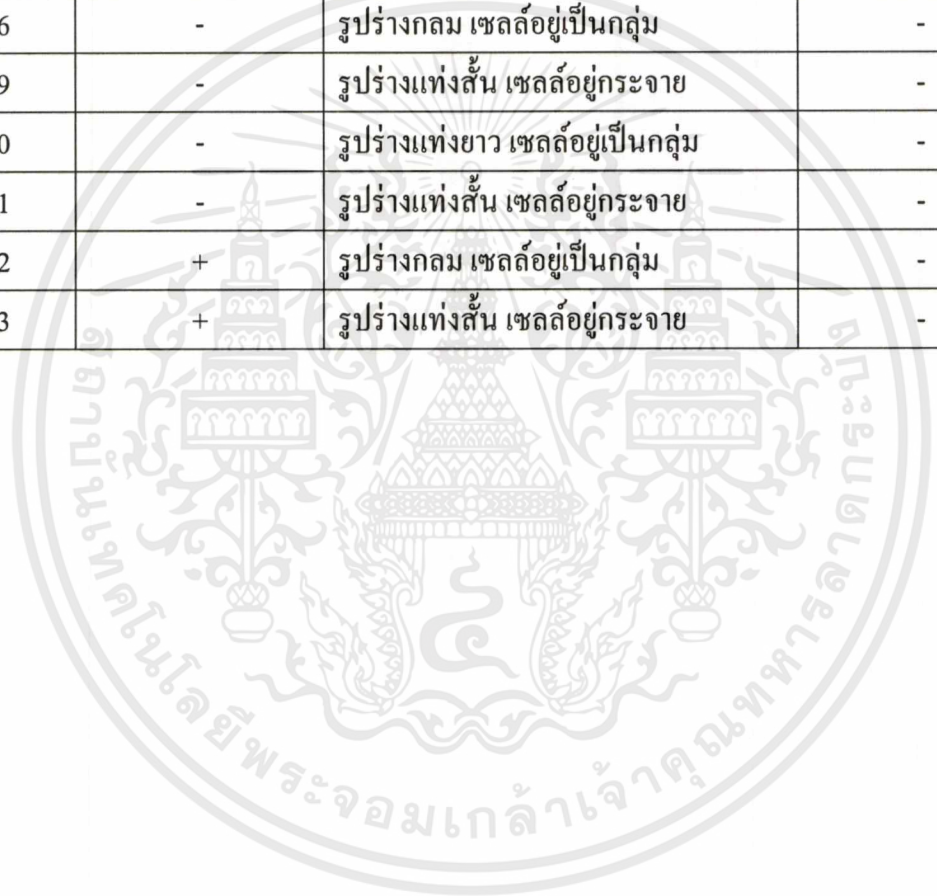 6 - รูปร่างกลม เซลล์อยู่เป็นกลุ่ม -
9 - รูปร่างแท่งสั้น เซลล์อยู่กระจาย -
0 - รูปร่างแท่งยาว เซลล์อยู่เป็นกลุ่ม -
1 - รูปร่างแท่งสั้น เซลล์อยู่กระจาย -
2 + รูปร่างกลม เซลล์อยู่เป็นกลุ่ม -
3 + รูปร่างแท่งสั้น เซลล์อยู่กระจาย -
สถาบันเทคโนโลยีพระจอมเกล้าเจ้าคุณทหารลาดกระบัง